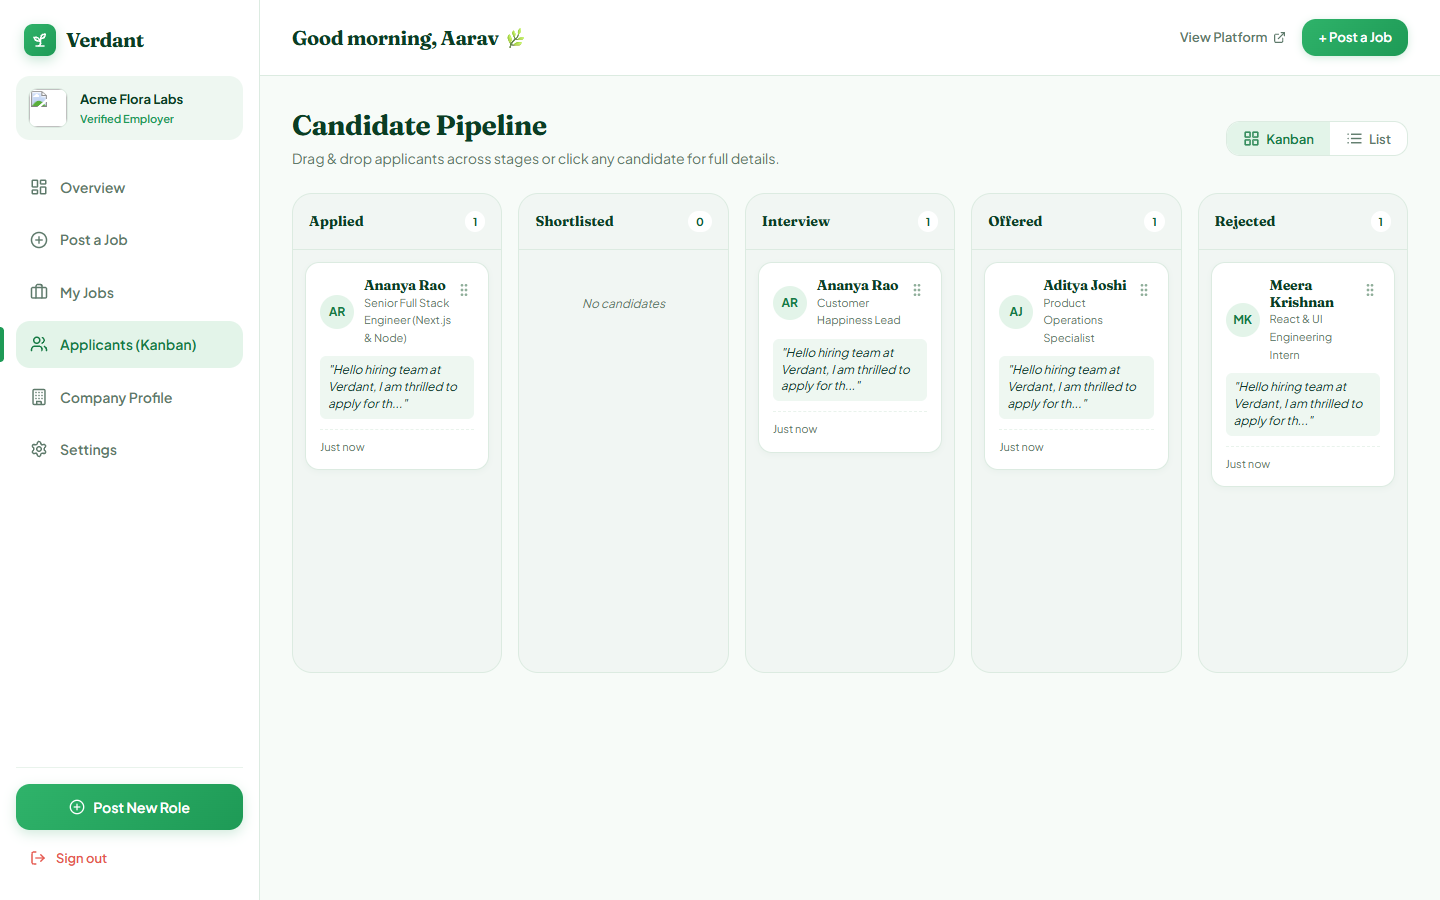 Verdant
Acme Flora Labs
Verified Employer
Overview
Post a Job
My Jobs
Applicants (Kanban)
Company Profile
Settings
Post New Role
Sign out
Good morning, Aarav 🌿
View Platform
+ Post a Job
Candidate Pipeline
Drag & drop applicants across stages or click any candidate for full details.
Kanban
List
Applied
1
AR
Ananya Rao
Senior Full Stack
Engineer (Next.js
& Node)
"Hello hiring team at
Verdant, I am thrilled to
apply for th..."
Just now
Shortlisted
0
No candidates
Interview
1
AR
Ananya Rao
Customer
Happiness Lead
"Hello hiring team at
Verdant, I am thrilled to
apply for th..."
Just now
Offered
1
AJ
Aditya Joshi
Product
Operations
Specialist
"Hello hiring team at
Verdant, I am thrilled to
apply for th..."
Just now
Rejected
1
MK
Meera
Krishnan
React & UI
Engineering
Intern
"Hello hiring team at
Verdant, I am thrilled to
apply for th..."
Just now